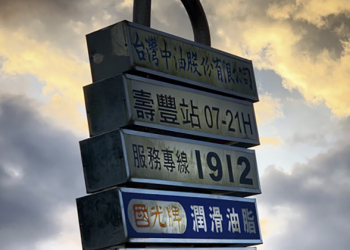 台灣中油股份有限公司
壽豐站 07-21H
服務專線 1912
國光牌 潤滑油脂